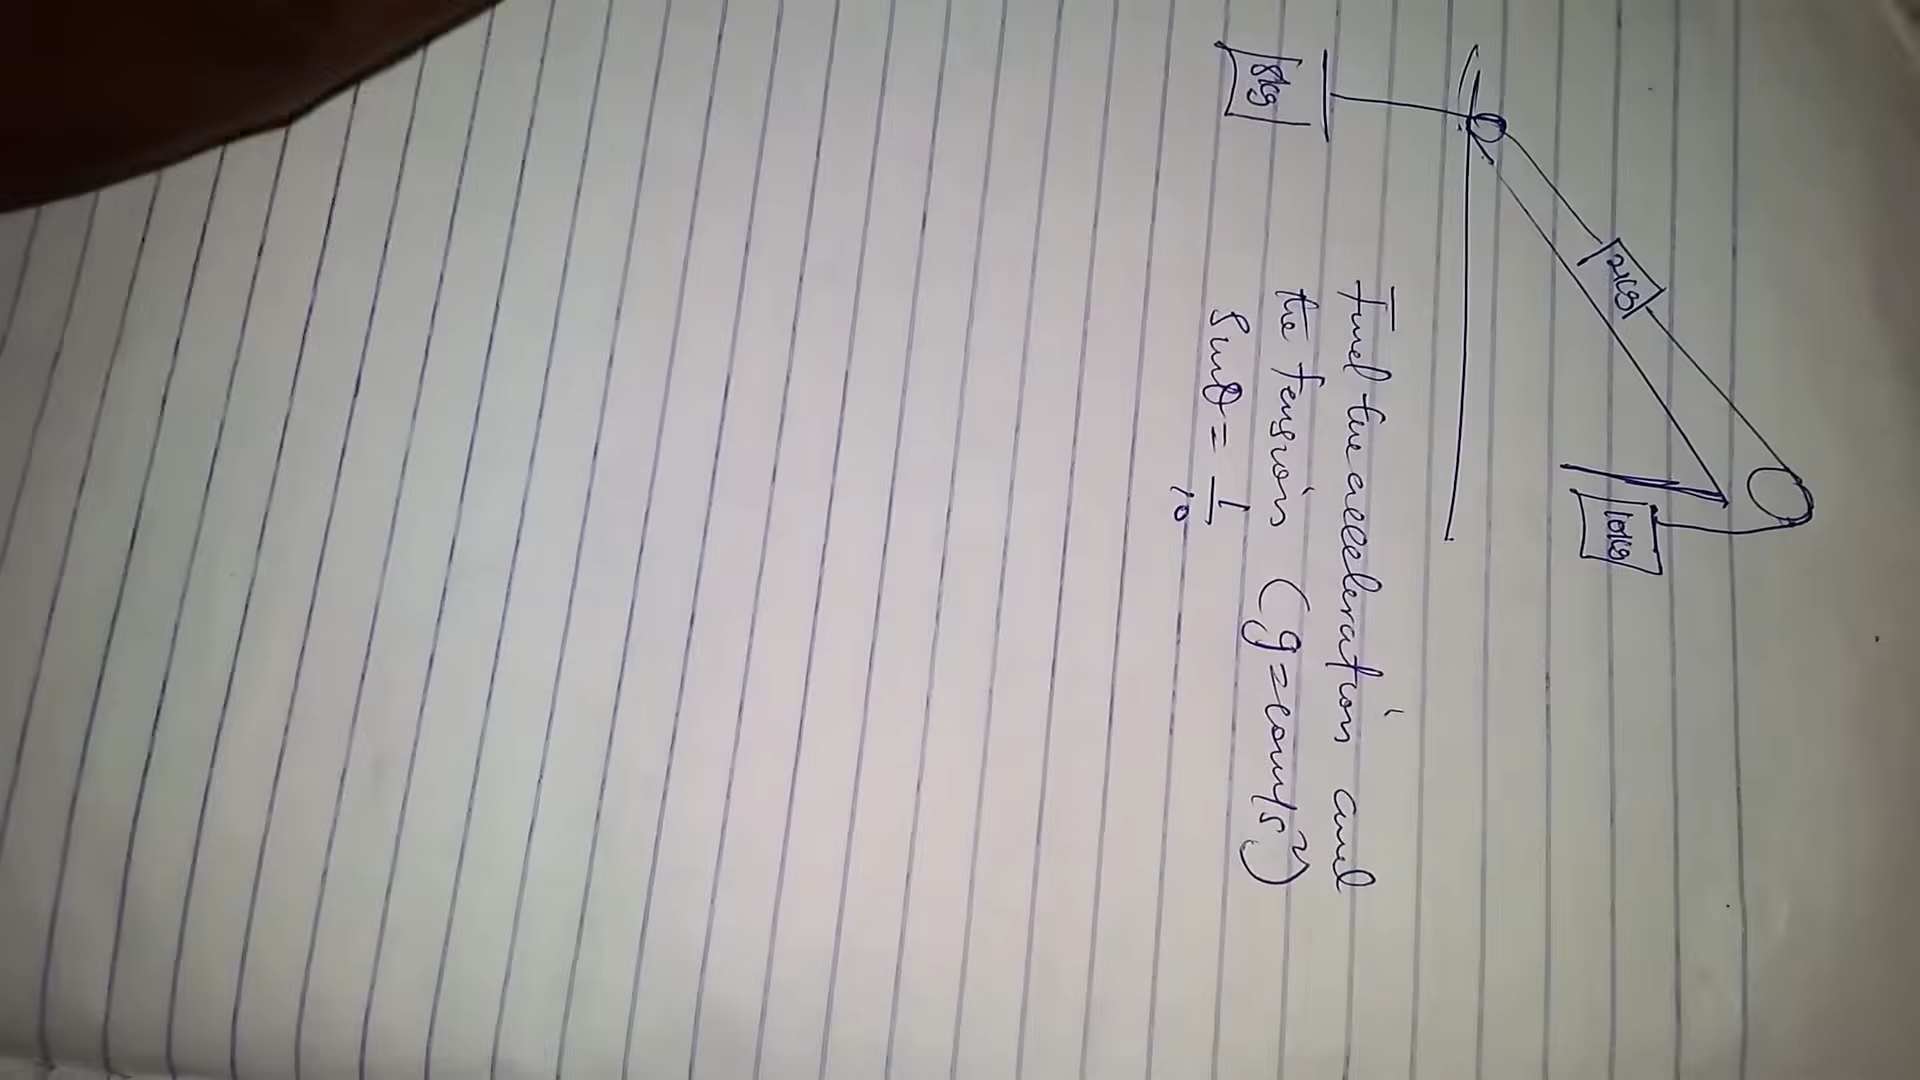 10kg
2kg
8kg
Find the acceleration and
the tension (g=10m/s²)
Sinθ = 1/10